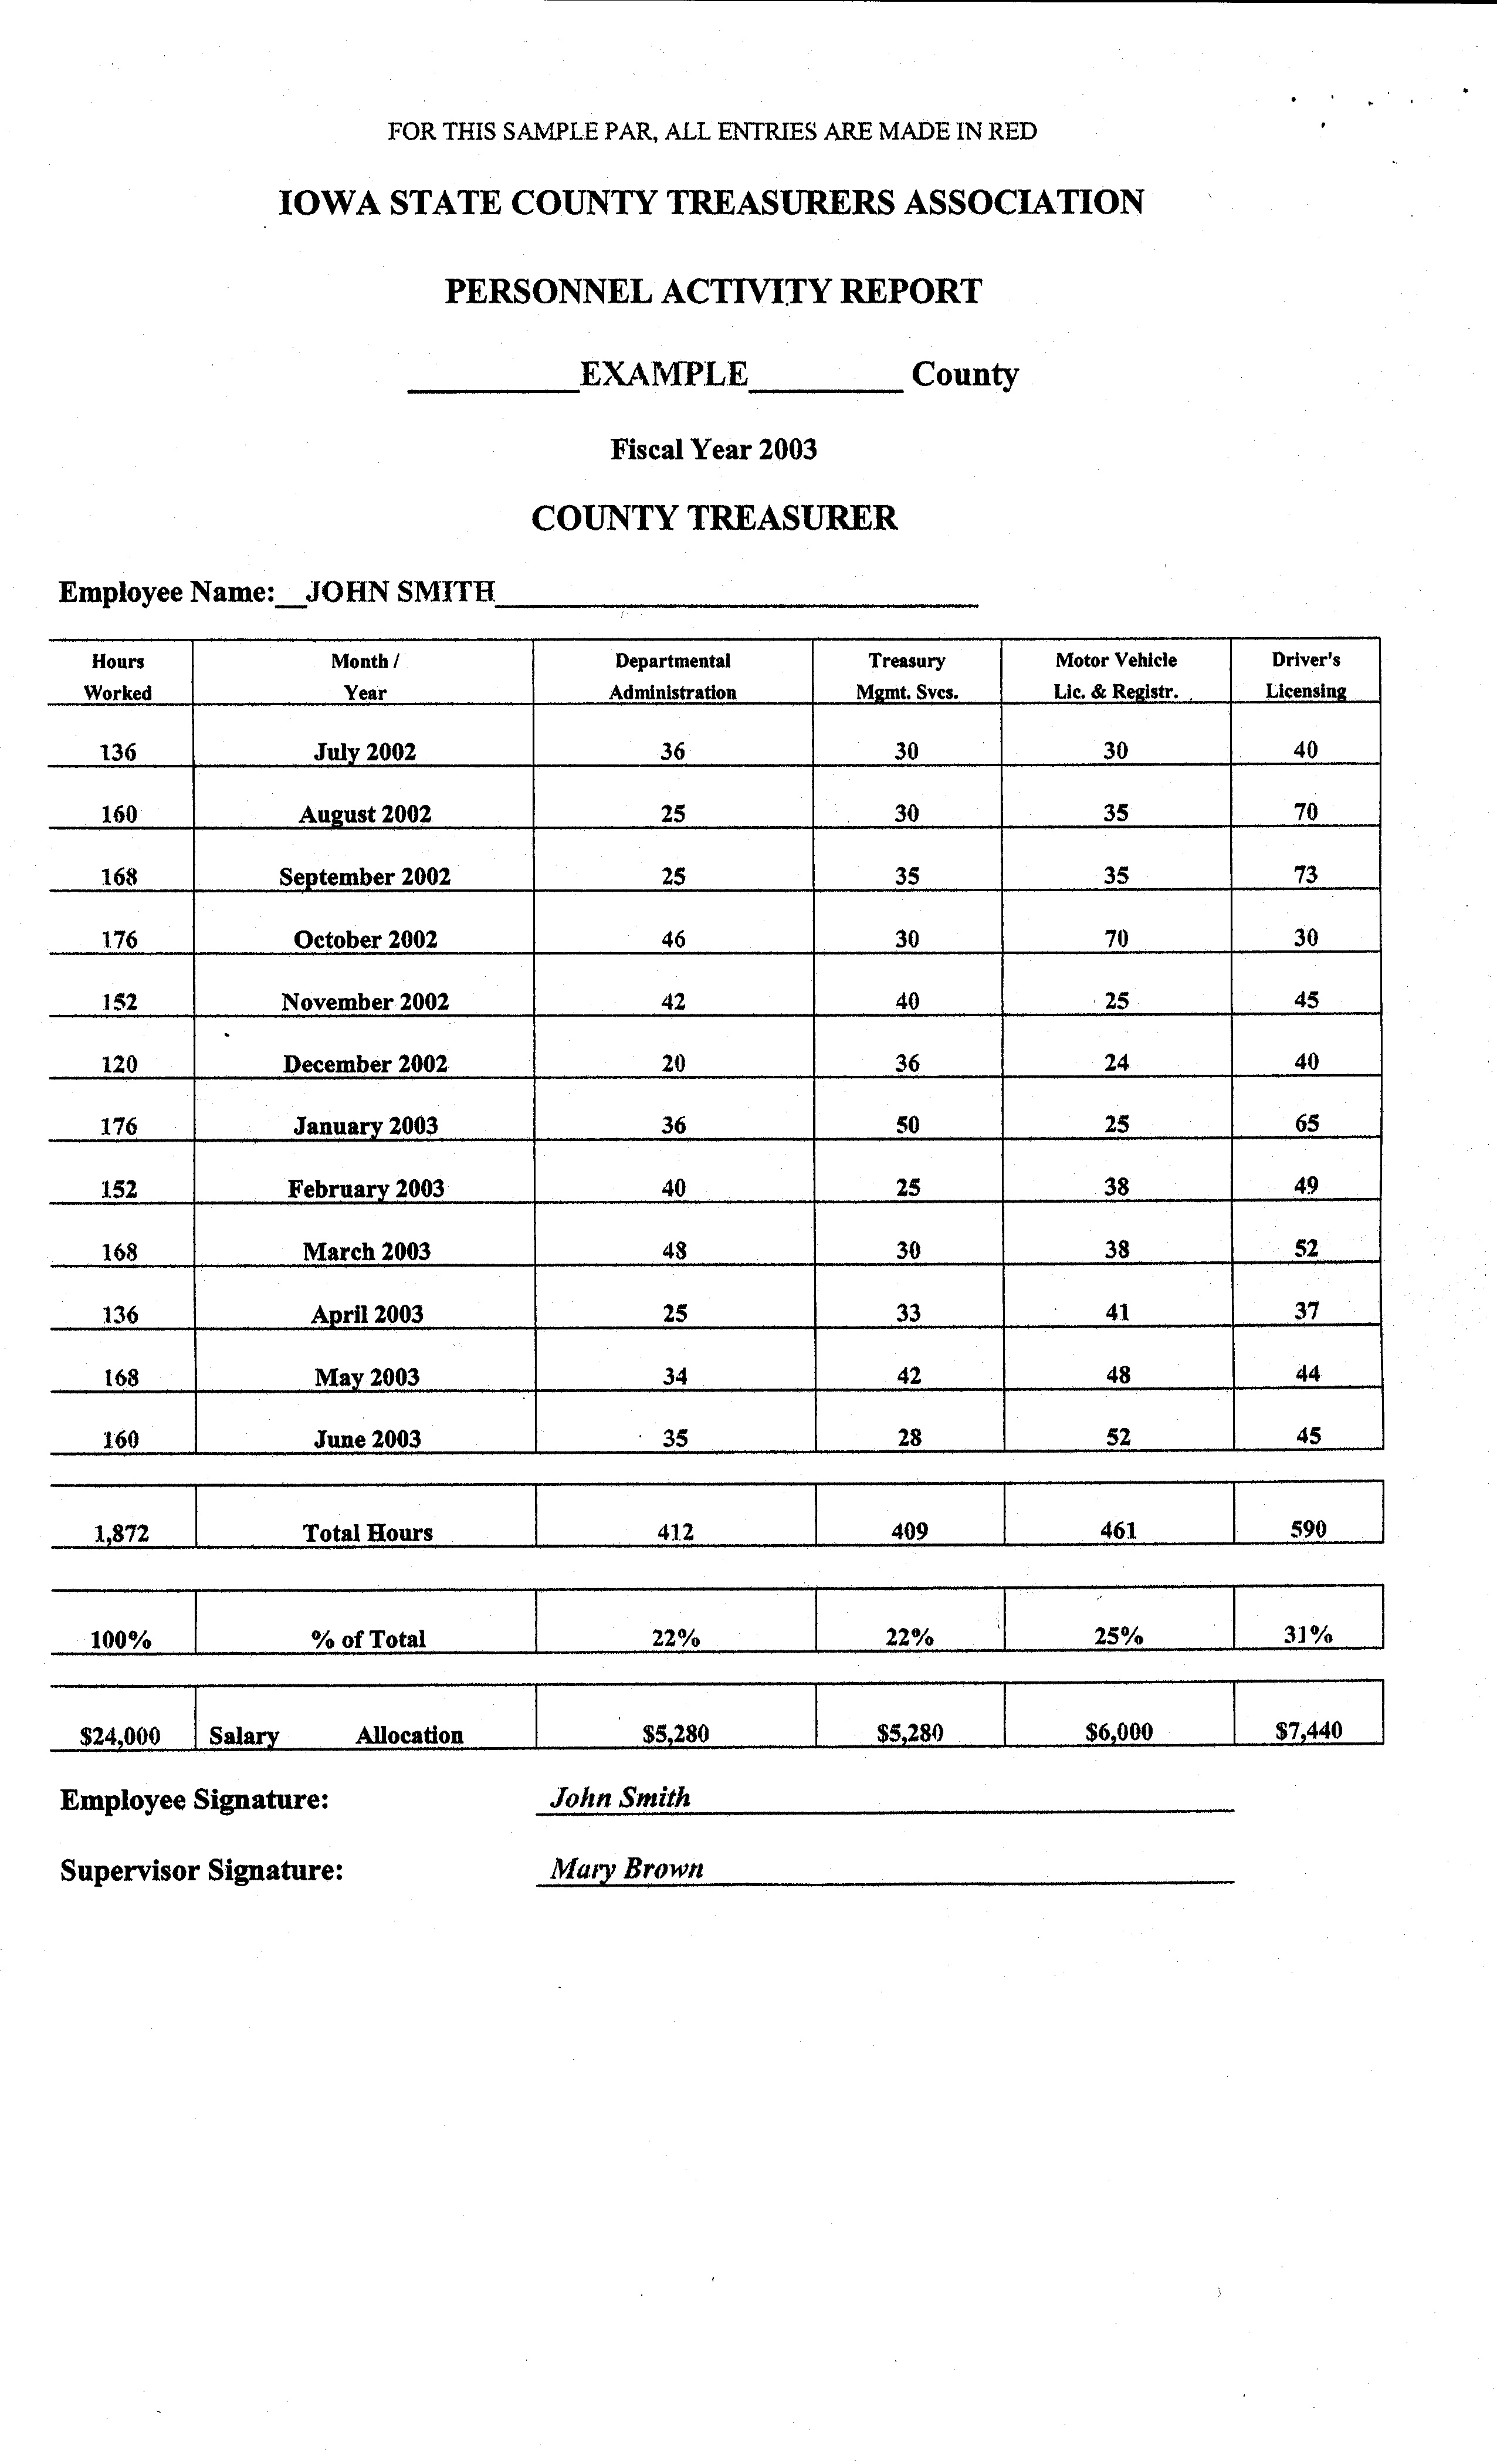 FOR THIS SAMPLE PAR, ALL ENTRIES ARE MADE IN RED
IOWA STATE COUNTY TREASURERS ASSOCIATION
PERSONNEL ACTIVITY REPORT
__________EXAMPLE_________ County
Fiscal Year 2003
COUNTY TREASURER
Employee Name:__JOHN SMITH____________________________
Hours Month / Departmental Treasury Motor Vehicle Driver's
Worked Year Administration Mgmt. Svcs. Lic. & Registr. Licensing
136 July 2002 36 30 30 40
160 August 2002 25 30 35 70
168 September 2002 25 35 35 73
176 October 2002 46 30 70 30
152 November 2002 42 40 25 45
120 December 2002 20 36 24 40
176 January 2003 36 50 25 65
152 February 2003 40 25 38 49
168 March 2003 48 30 38 52
136 April 2003 25 33 41 37
168 May 2003 34 42 48 44
160 June 2003 35 28 52 45
1,872 Total Hours 412 409 461 590
100% % of Total 22% 22% 25% 31%
$24,000 Salary Allocation $5,280 $5,280 $6,000 $7,440
Employee Signature: John Smith
Supervisor Signature: Mary Brown